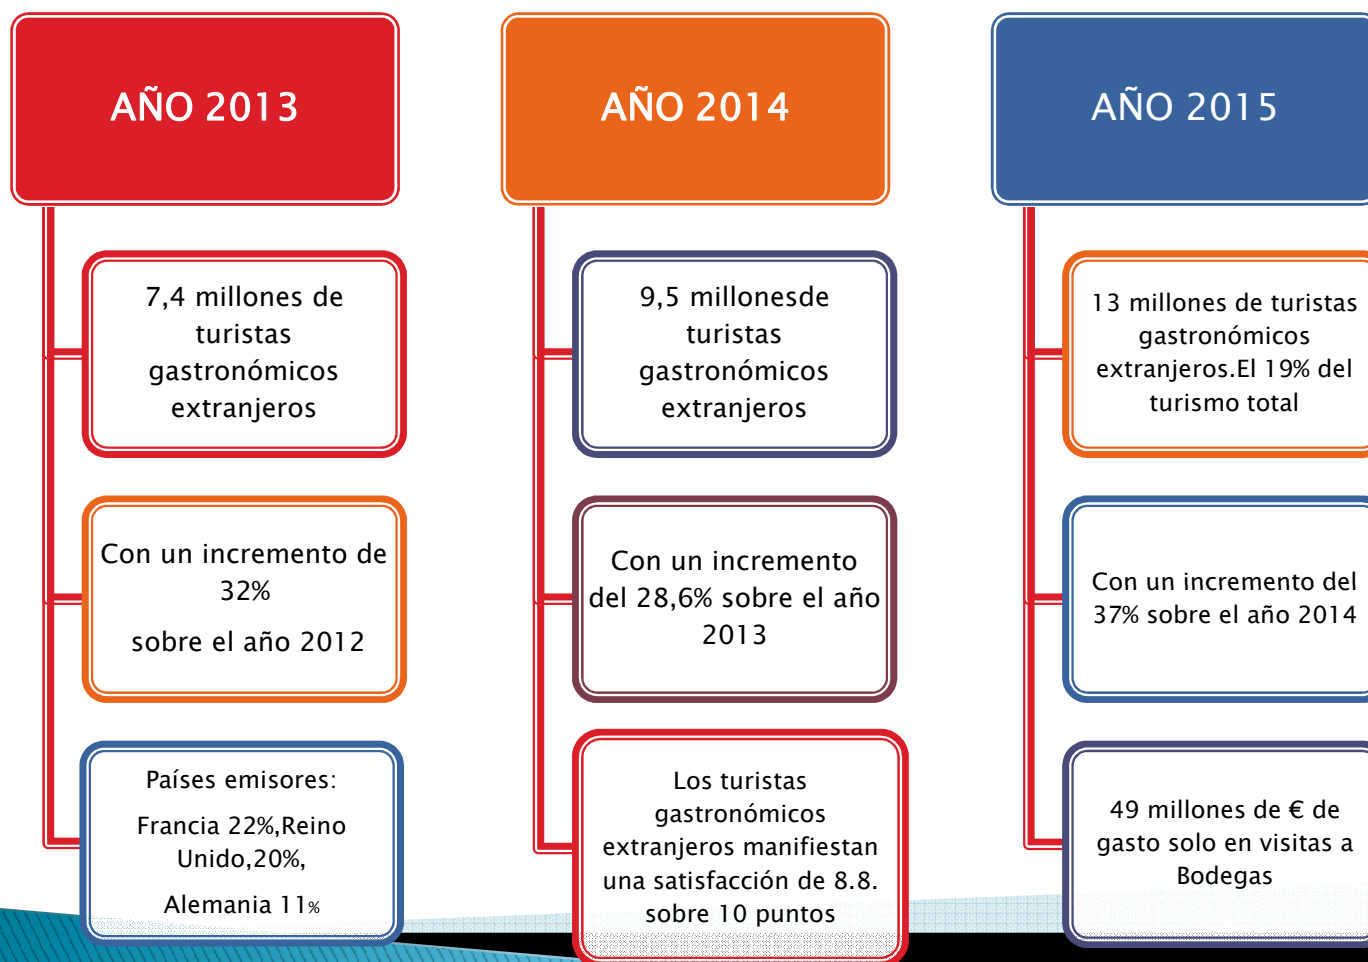 AÑO 2013
7,4 millones de
turistas
gastronómicos
extranjeros
Con un incremento de
32%
sobre el año 2012
Países emisores:
Francia 22%,Reino
Unido,20%,
Alemania 11%
AÑO 2014
9,5 millonesde
turistas
gastronómicos
extranjeros
Con un incremento
del 28,6% sobre el año
2013
Los turistas
gastronómicos
extranjeros manifiestan
una satisfacción de 8.8.
sobre 10 puntos
AÑO 2015
13 millones de turistas
gastronómicos
extranjeros.El 19% del
turismo total
Con un incremento del
37% sobre el año 2014
49 millones de € de
gasto solo en visitas a
Bodegas